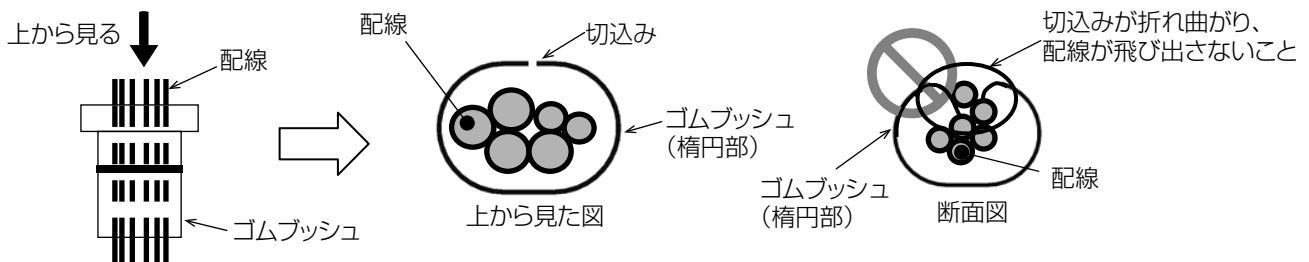 上から見る
配線
ゴムブッシュ
配線
切込み
ゴムブッシュ
（楕円部）
上から見た図
切込みが折れ曲がり、
配線が飛び出さないこと
ゴムブッシュ
（楕円部）
配線
断面図